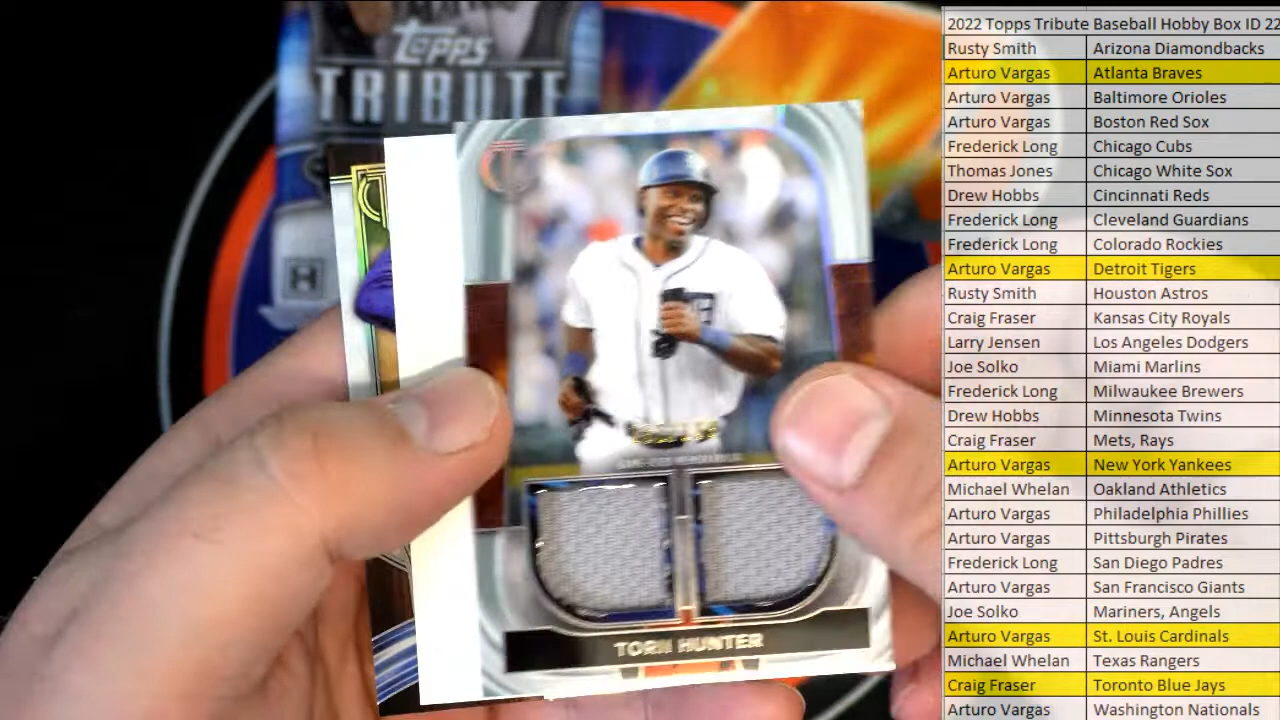 TOPPS
TRIBUTE
H
TORII HUNTER
2022 Topps Tribute Baseball Hobby Box ID 22
Rusty Smith Arizona Diamondbacks
Arturo Vargas Atlanta Braves
Arturo Vargas Baltimore Orioles
Arturo Vargas Boston Red Sox
Frederick Long Chicago Cubs
Thomas Jones Chicago White Sox
Drew Hobbs Cincinnati Reds
Frederick Long Cleveland Guardians
Frederick Long Colorado Rockies
Arturo Vargas Detroit Tigers
Rusty Smith Houston Astros
Craig Fraser Kansas City Royals
Larry Jensen Los Angeles Dodgers
Joe Solko Miami Marlins
Frederick Long Milwaukee Brewers
Drew Hobbs Minnesota Twins
Craig Fraser Mets, Rays
Arturo Vargas New York Yankees
Michael Whelan Oakland Athletics
Arturo Vargas Philadelphia Phillies
Arturo Vargas Pittsburgh Pirates
Frederick Long San Diego Padres
Arturo Vargas San Francisco Giants
Joe Solko Mariners, Angels
Arturo Vargas St. Louis Cardinals
Michael Whelan Texas Rangers
Craig Fraser Toronto Blue Jays
Arturo Vargas Washington Nationals